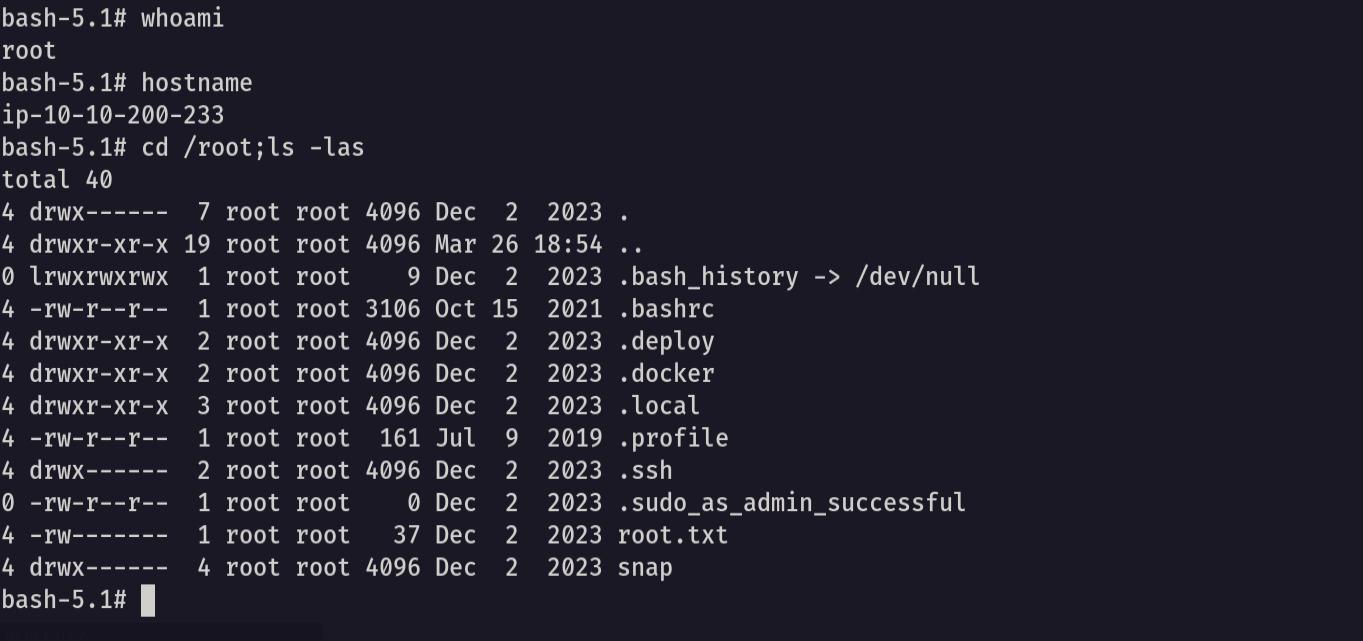 bash-5.1# whoami
root
bash-5.1# hostname
ip-10-10-200-233
bash-5.1# cd /root;ls -las
total 40
4 drwx------  7 root root 4096 Dec  2  2023 .
4 drwxr-xr-x 19 root root 4096 Mar 26 18:54 ..
0 lrwxrwxrwx  1 root root    9 Dec  2  2023 .bash_history -> /dev/null
4 -rw-r--r--  1 root root 3106 Oct 15  2021 .bashrc
4 drwxr-xr-x  2 root root 4096 Dec  2  2023 .deploy
4 drwxr-xr-x  2 root root 4096 Dec  2  2023 .docker
4 drwxr-xr-x  3 root root 4096 Dec  2  2023 .local
4 -rw-r--r--  1 root root  161 Jul  9  2019 .profile
4 drwx------  2 root root 4096 Dec  2  2023 .ssh
0 -rw-r--r--  1 root root    0 Dec  2  2023 .sudo_as_admin_successful
4 -rw-------  1 root root   37 Dec  2  2023 root.txt
4 drwx------  4 root root 4096 Dec  2  2023 snap
bash-5.1#